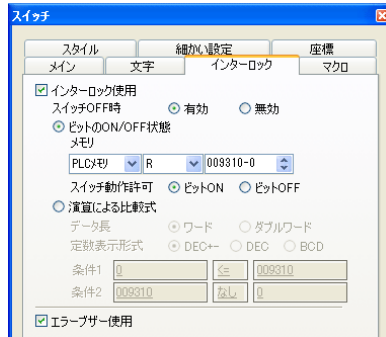 スイッチ
スタイル 細かい設定 座標
メイン 文字 インターロック マクロ
インターロック使用
スイッチOFF時 有効 無効
ビットのON/OFF状態
メモリ
PLCメモリ R 009310-0
スイッチ動作許可 ビットON ビットOFF
演算による比較式
データ長 ワード ダブルワード
定数表示形式 DEC+- DEC BCD
条件1 0 <= 009310
条件2 009310 なし 0
エラーブザー使用